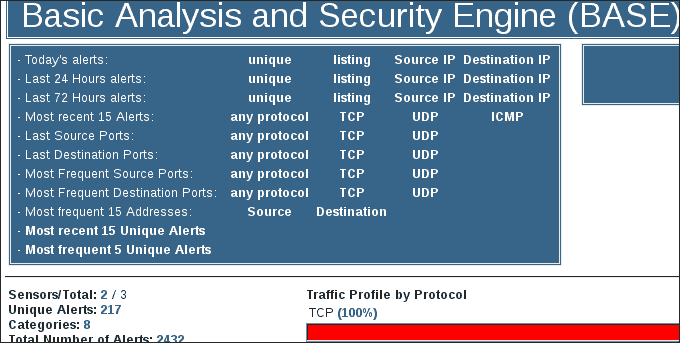 Basic Analysis and Security Engine (BASE)
- Today's alerts: unique listing Source IP Destination IP
- Last 24 Hours alerts: unique listing Source IP Destination IP
- Last 72 Hours alerts: unique listing Source IP Destination IP
- Most recent 15 Alerts: any protocol TCP UDP ICMP
- Last Source Ports: any protocol TCP UDP
- Last Destination Ports: any protocol TCP UDP
- Most Frequent Source Ports: any protocol TCP UDP
- Most Frequent Destination Ports: any protocol TCP UDP
- Most frequent 15 Addresses: Source Destination
- Most recent 15 Unique Alerts
- Most frequent 5 Unique Alerts
Sensors/Total: 2 / 3
Unique Alerts: 217
Categories: 8
Total Number of Alerts: 2432
Traffic Profile by Protocol
TCP (100%)